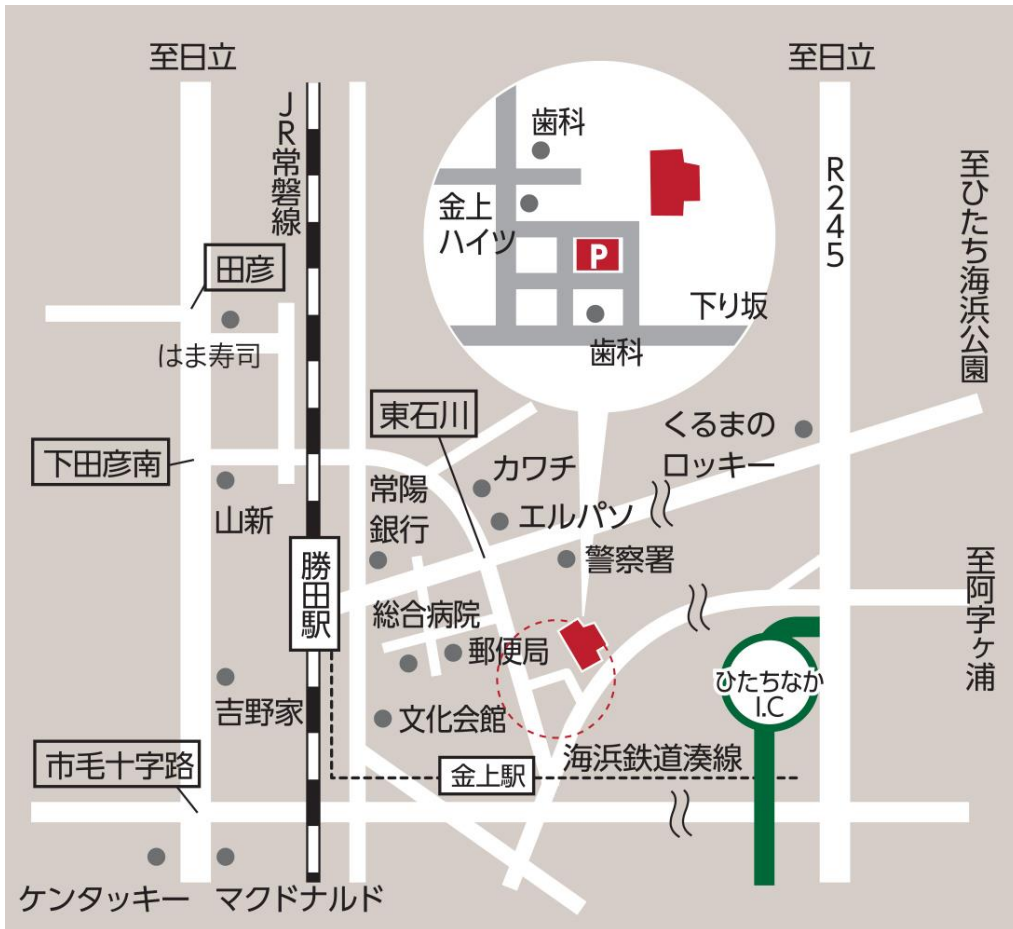 至日立
至日立
JR常磐線
歯科
金上
ハイツ
P
下り坂
歯科
R245
至ひたち海浜公園
田彦
はま寿司
東石川
くるまの
ロッキー
下田彦南
山新
常陽
銀行
カワチ
エルパソ
警察署
勝田駅
総合病院
郵便局
至阿字ヶ浦
吉野家
文化会館
ひたちなか
I.C
市毛十字路
金上駅
海浜鉄道湊線
ケンタッキー
マクドナルド